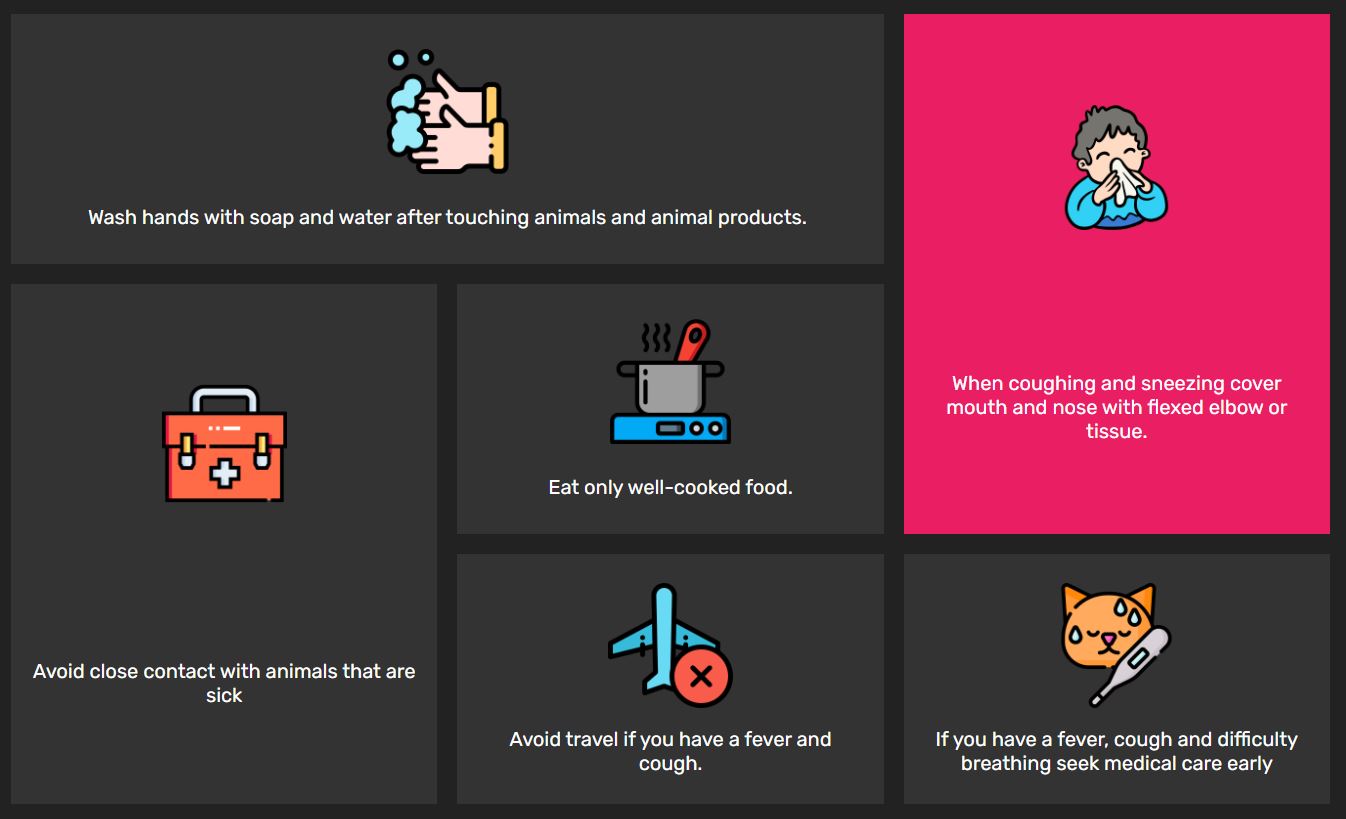 Wash hands with soap and water after touching animals and animal products.
When coughing and sneezing cover
mouth and nose with flexed elbow or
tissue.
Avoid close contact with animals that are
sick
Eat only well-cooked food.
Avoid travel if you have a fever and
cough.
If you have a fever, cough and difficulty
breathing seek medical care early